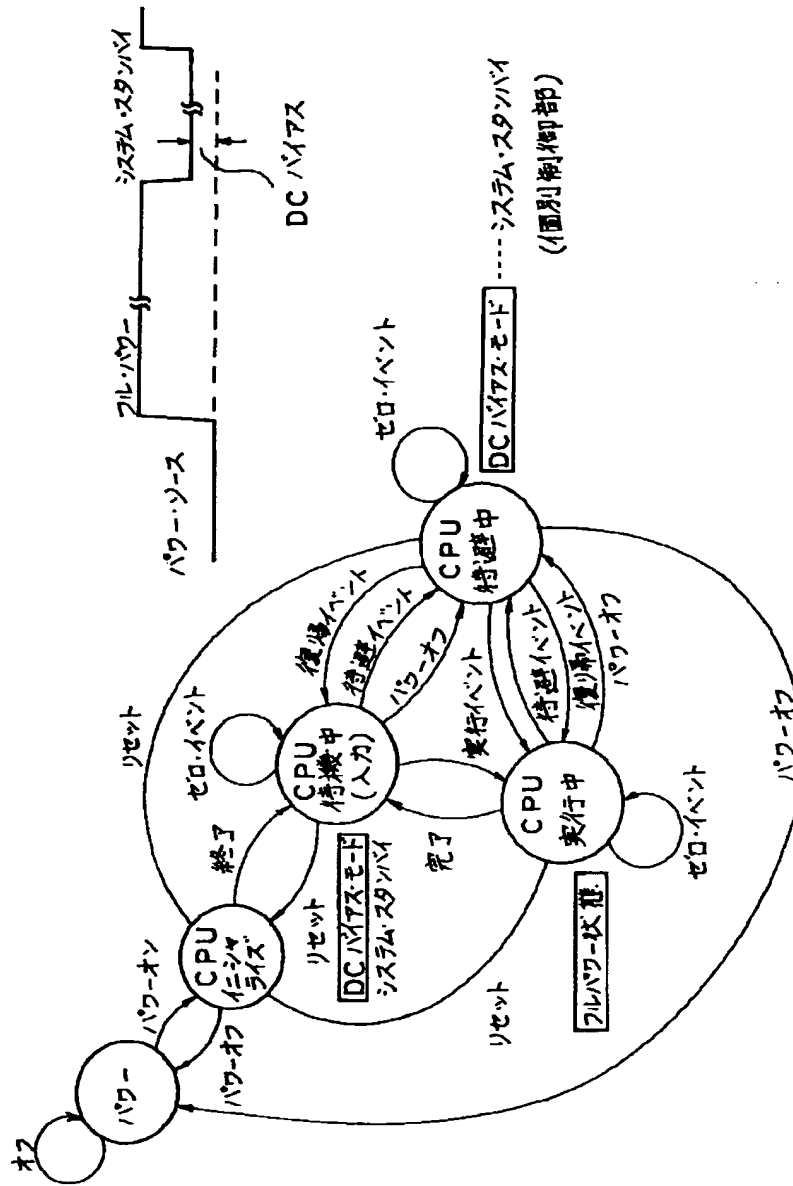 パワー・ソース
フル・パワー
システム・スタンバイ
DC バイアス
オフ
パワー
パワーオン
パワーオフ
CPU
イニシャ
ライズ
終了
リセット
ゼロ・イベント
CPU
待機中
(入力)
DC バイアス・モード
システム・スタンバイ
リセット
復帰イベント
待避イベント
パワーオフ
ゼロ・イベント
CPU
待避中
DC バイアス・モード
システム・スタンバイ
(個別制御部)
完了
実行イベント
待避イベント
復帰イベント
パワーオフ
CPU
実行中
フルパワー状態
ゼロ・イベント
リセット
パワーオフ